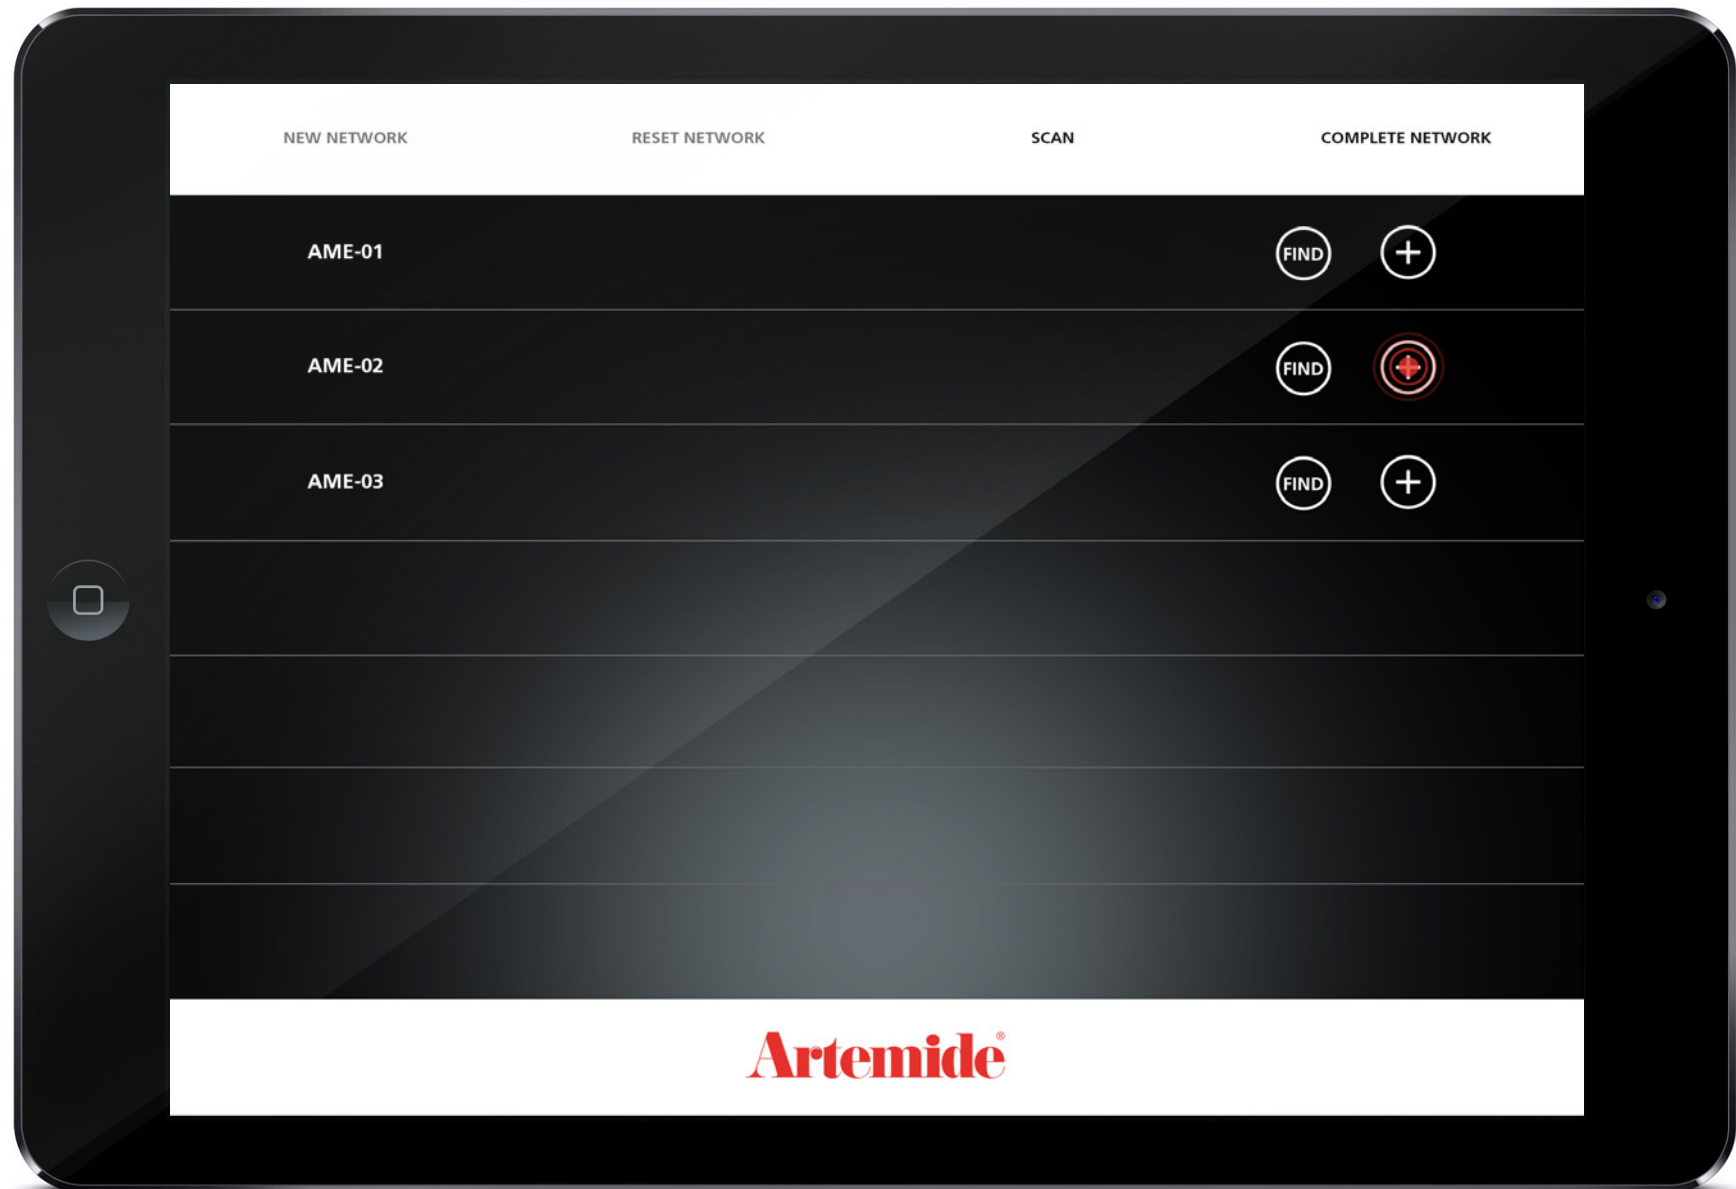 NEW NETWORK RESET NETWORK SCAN COMPLETE NETWORK
AME-01 FIND +
AME-02 FIND +
AME-03 FIND +
Artemide®